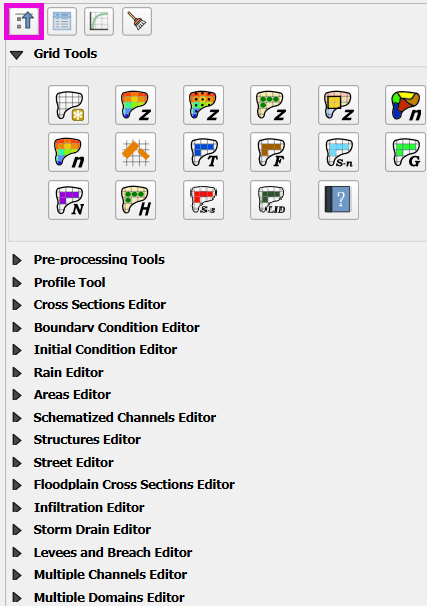 Grid Tools
z z z z n
n T F S-n G
N H S-s LID ?
Pre-processing Tools
Profile Tool
Cross Sections Editor
Boundary Condition Editor
Initial Condition Editor
Rain Editor
Areas Editor
Schematized Channels Editor
Structures Editor
Street Editor
Floodplain Cross Sections Editor
Infiltration Editor
Storm Drain Editor
Levees and Breach Editor
Multiple Channels Editor
Multiple Domains Editor